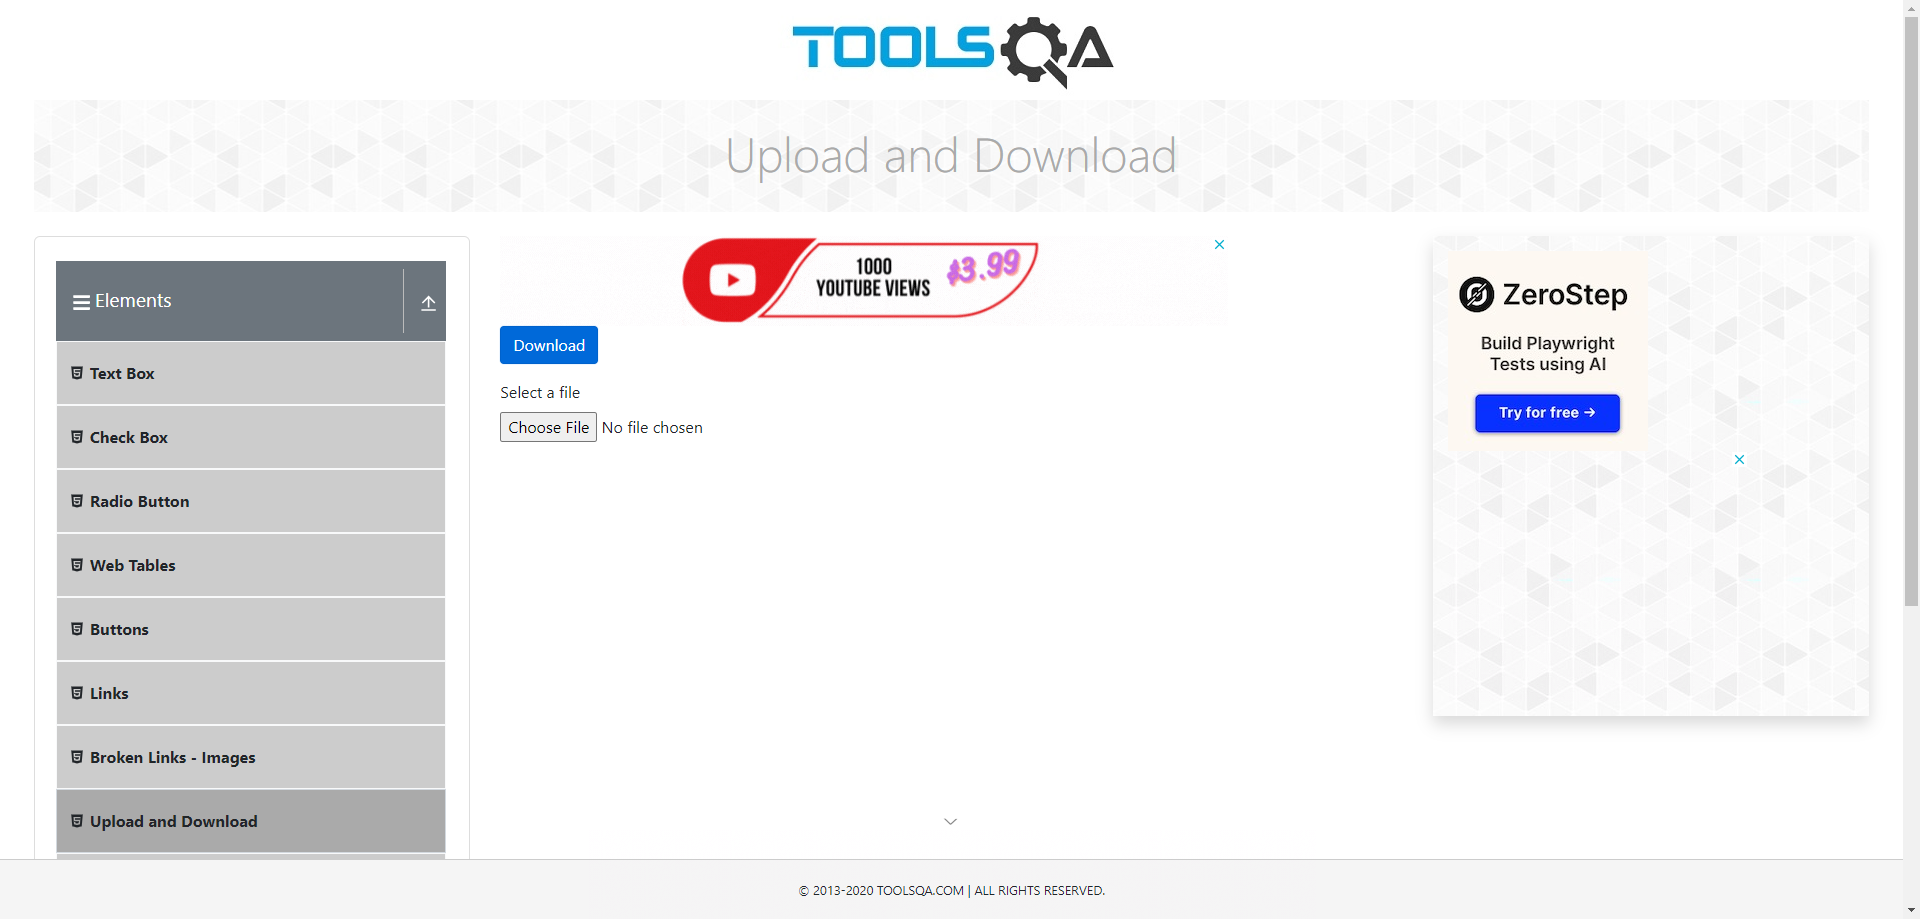 TOOLSQA
Upload and Download
Elements
Text Box
Check Box
Radio Button
Web Tables
Buttons
Links
Broken Links - Images
Upload and Download
1000
YOUTUBE VIEWS
$3.99
Download
Select a file
Choose File No file chosen
ZeroStep
Build Playwright
Tests using AI
Try for free →
© 2013-2020 TOOLSQA.COM | ALL RIGHTS RESERVED.